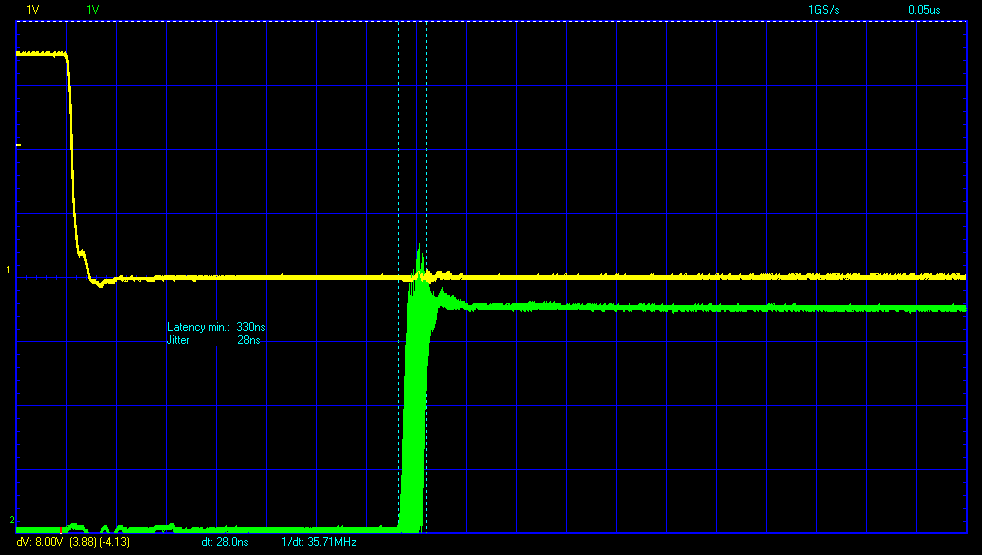 1V 1V 1GS/s 0.05us
1
Latency min.: 330ns
Jitter 28ns
2
dV: 8.00V (3.88) (-4.13) dt: 28.0ns 1/dt: 35.71MHz